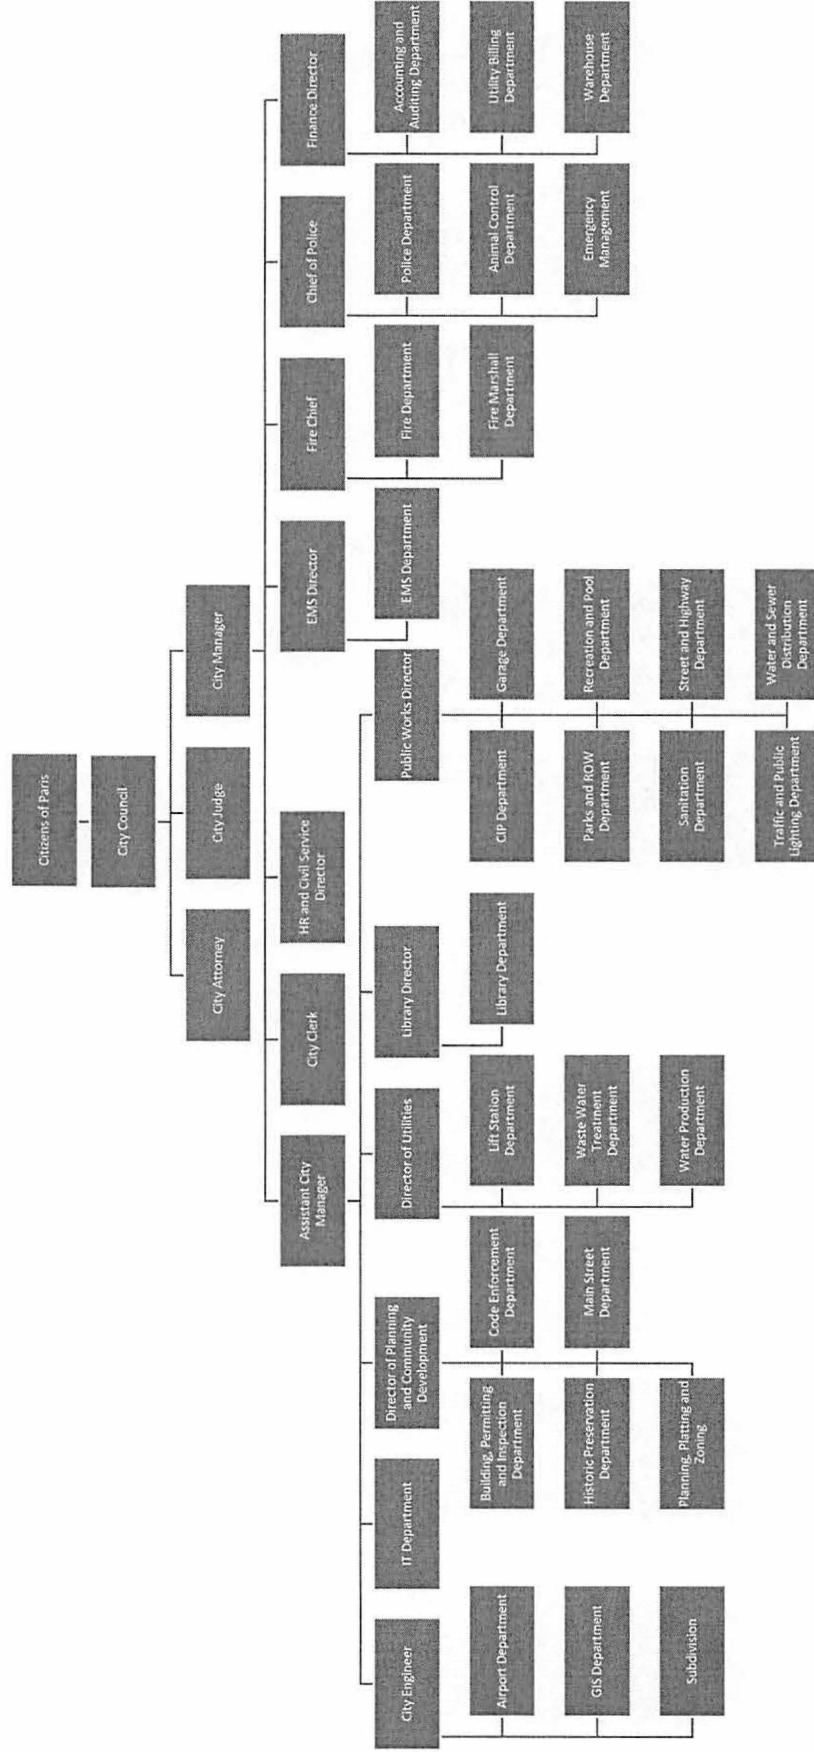 Citizens of Paris
City Council
City Attorney
City Judge
City Manager
Assistant City
Manager
City Clerk
HR and Civil Service
Director
EMS Director
Fire Chief
Chief of Police
Finance Director
City Engineer
IT Department
Director of Planning
and Community
Development
Director of Utilities
Library Director
Public Works Director
EMS Department
Fire Department
Police Department
Accounting and
Auditing Department
Airport Department
Building, Permitting
and Inspection
Department
Code Enforcement
Department
Lift Station
Department
Library Department
CIP Department
Garage Department
Fire Marshall
Department
Animal Control
Department
Utility Billing
Department
GIS Department
Historic Preservation
Department
Main Street
Department
Waste Water
Treatment
Department
Parks and ROW
Department
Recreation and Pool
Department
Emergency
Management
Warehouse
Department
Subdivision
Planning, Platting and
Zoning
Water Production
Department
Sanitation
Department
Street and Highway
Department
Traffic and Public
Lighting Department
Water and Sewer
Distribution
Department